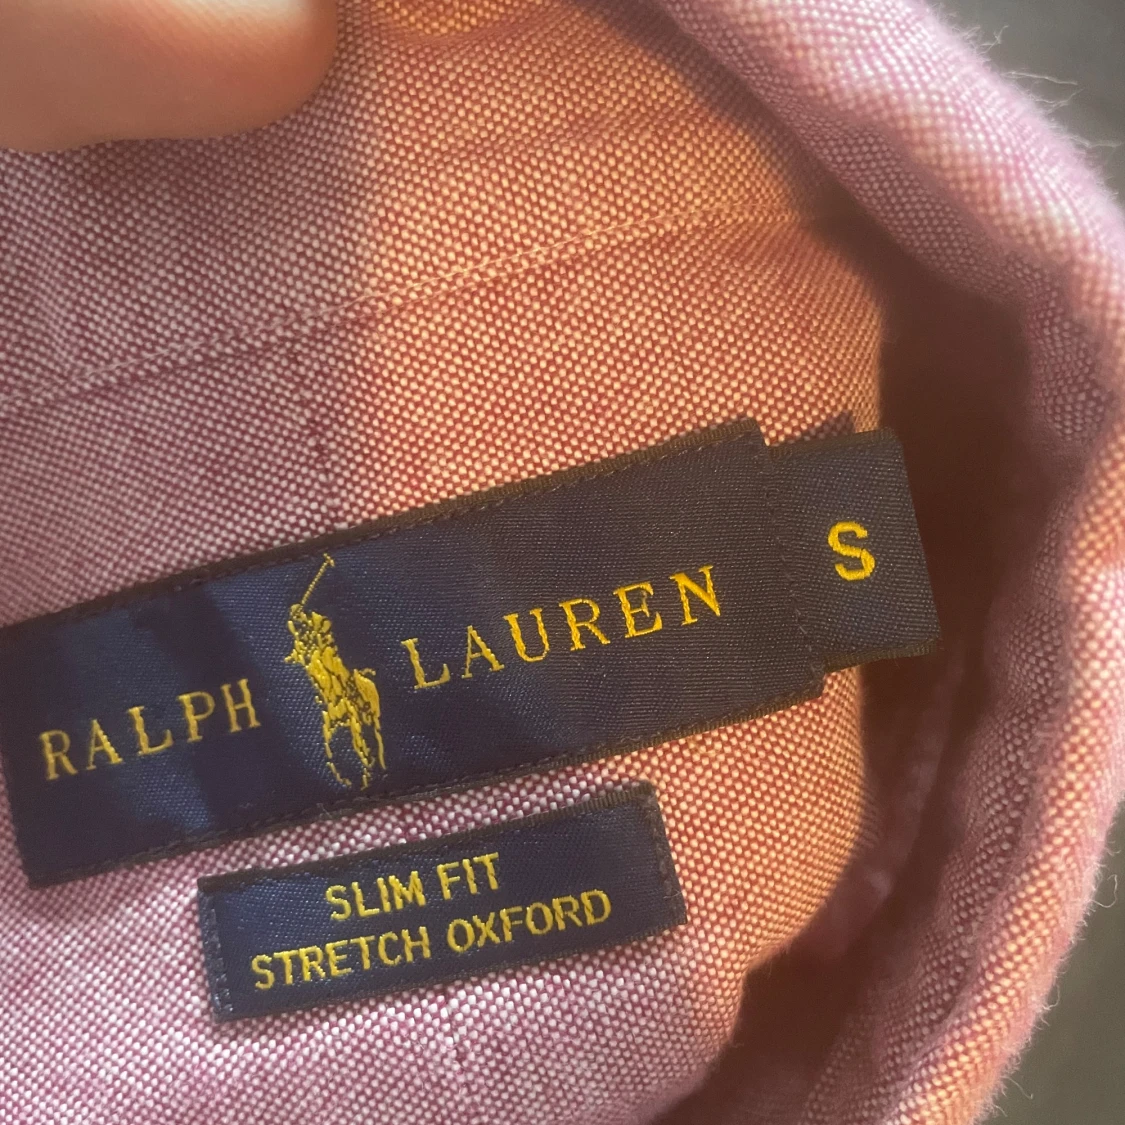 RALPH LAUREN
S
SLIM FIT
STRETCH OXFORD